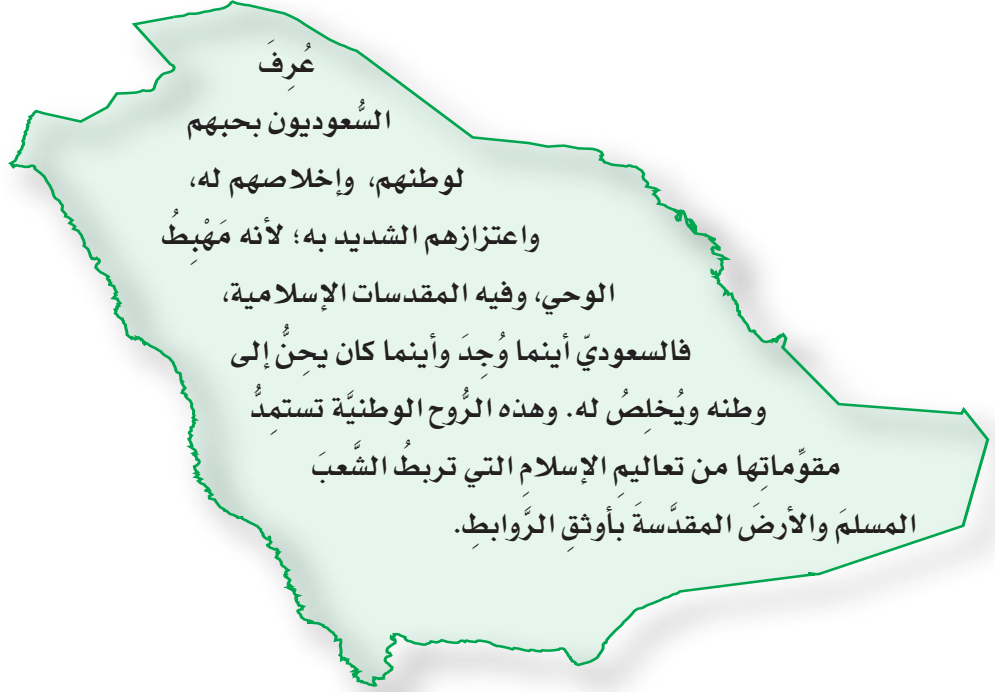 عُرِفَ
السُّعوديون بحبهم
لوطنهم، وإخلاصهم له،
واعتزازهم الشديد به؛ لأنه مَهْبِطُ
الوحي، وفيه المقدسات الإسلامية،
فالسعوديّ أينما وُجِدَ وأينما كان يحِنُّ إلى
وطنه ويُخلِصُ له. وهذه الرُّوح الوطنيَّة تستمِدُّ
مقوِّماتِها من تعاليمِ الإسلامِ التي تربطُ الشَّعبَ
المسلمَ والأرضَ المقدَّسةَ بأوثقِ الرَّوابطِ.